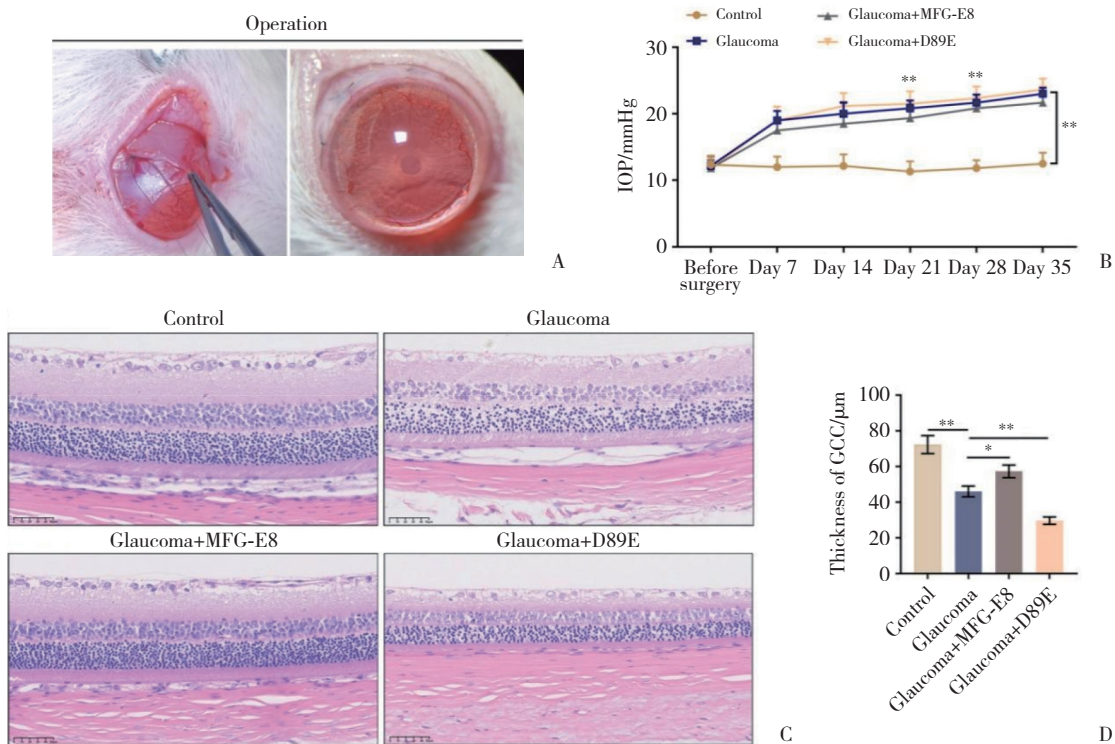 Operation
A
Control
Glaucoma+MFG-E8
Glaucoma
Glaucoma+D89E
IOP/mmHg
30
20
10
0
**
**
**
Before surgery
Day 7
Day 14
Day 21
Day 28
Day 35
B
Control
Glaucoma
Glaucoma+MFG-E8
Glaucoma+D89E
C
Thickness of GCC/μm
100
80
60
40
20
0
**
**
*
Control
Glaucoma
Glaucoma+MFG-E8
Glaucoma+D89E
D